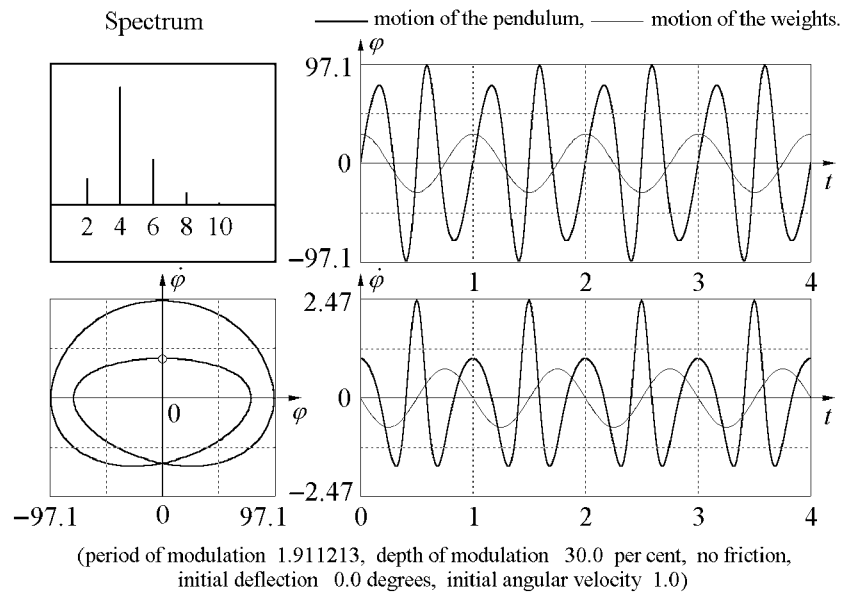 Spectrum
motion of the pendulum, motion of the weights.
φ
97.1
0
−97.1
t
1 2 3 4
2 4 6 8 10
φ̇
φ
0
−97.1 0 97.1
φ̇
2.47
0
−2.47
t
0 1 2 3 4
(period of modulation 1.911213, depth of modulation 30.0 per cent, no friction,
initial deflection 0.0 degrees, initial angular velocity 1.0)